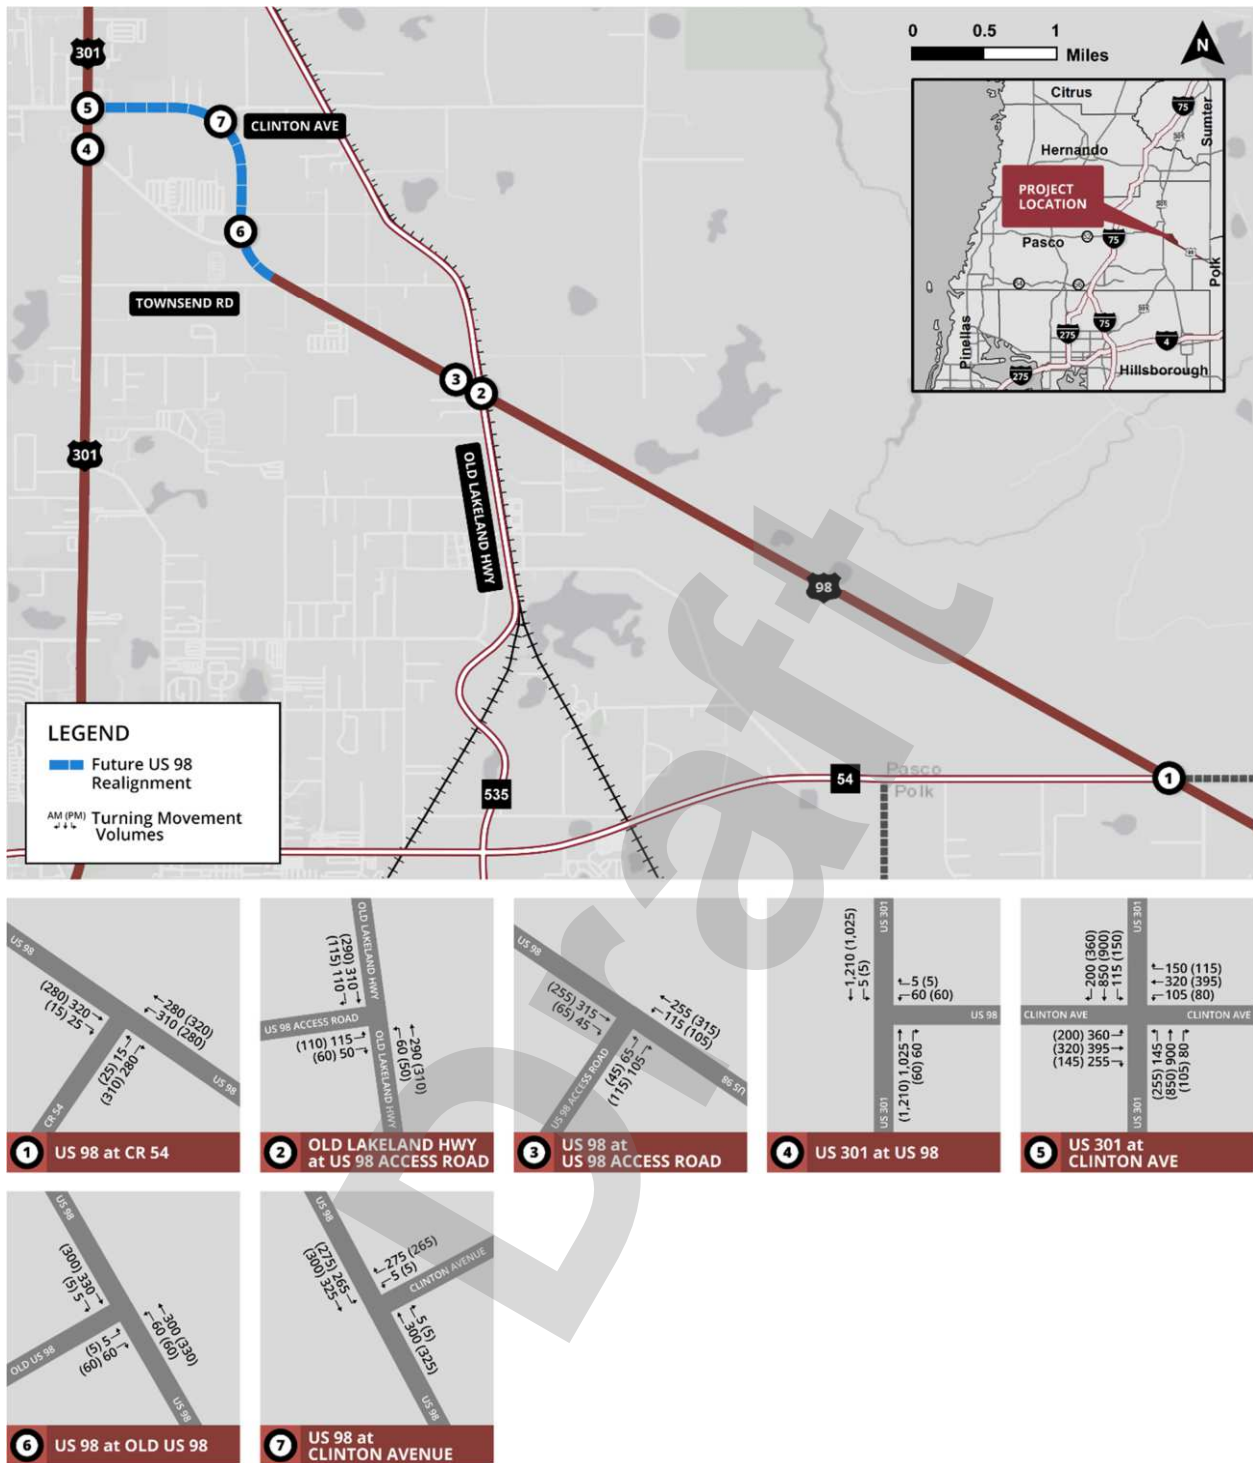 301
5
4
7
CLINTON AVE
6
TOWNSEND RD
3
2
301
OLD LAKELAND HWY
98
535
54
Pasco
Polk
1
0 0.5 1
Miles
N
Citrus
75
Sumter
Hernando
PROJECT
LOCATION
Pasco
75
Polk
Pinellas
275
75
4
275
Hillsborough
LEGEND
Future US 98
Realignment
AM (PM)
Turning Movement
Volumes
Draft
US 98
(280) 320
(15) 25
280 (320)
310 (280)
(25) 15
(310) 280
CR 54
US 98
1 US 98 at CR 54
OLD LAKELAND HWY
(290) 310
(115) 110
US 98 ACCESS ROAD
(110) 115
(60) 50
290 (310)
60 (50)
OLD LAKELAND HWY
2 OLD LAKELAND HWY
at US 98 ACCESS ROAD
US 98
(255) 315
(65) 45
255 (315)
115 (105)
(45) 65
(115) 105
US 98 ACCESS ROAD
US 98
3 US 98 at
US 98 ACCESS ROAD
US 301
1,210 (1,025)
5 (5)
5 (5)
60 (60)
US 98
(1,210) 1,025
(60) 60
US 301
4 US 301 at US 98
US 301
200 (360)
850 (900)
115 (150)
150 (115)
320 (395)
105 (80)
CLINTON AVE
CLINTON AVE
(200) 360
(320) 395
(145) 255
(255) 145
(850) 900
(105) 80
US 301
5 US 301 at
CLINTON AVE
US 98
(300) 330
(5) 5
300 (330)
60 (60)
(5) 5
(60) 60
OLD US 98
US 98
6 US 98 at OLD US 98
US 98
(275) 265
(300) 325
275 (265)
5 (5)
CLINTON AVENUE
5 (5)
300 (325)
US 98
7 US 98 at
CLINTON AVENUE